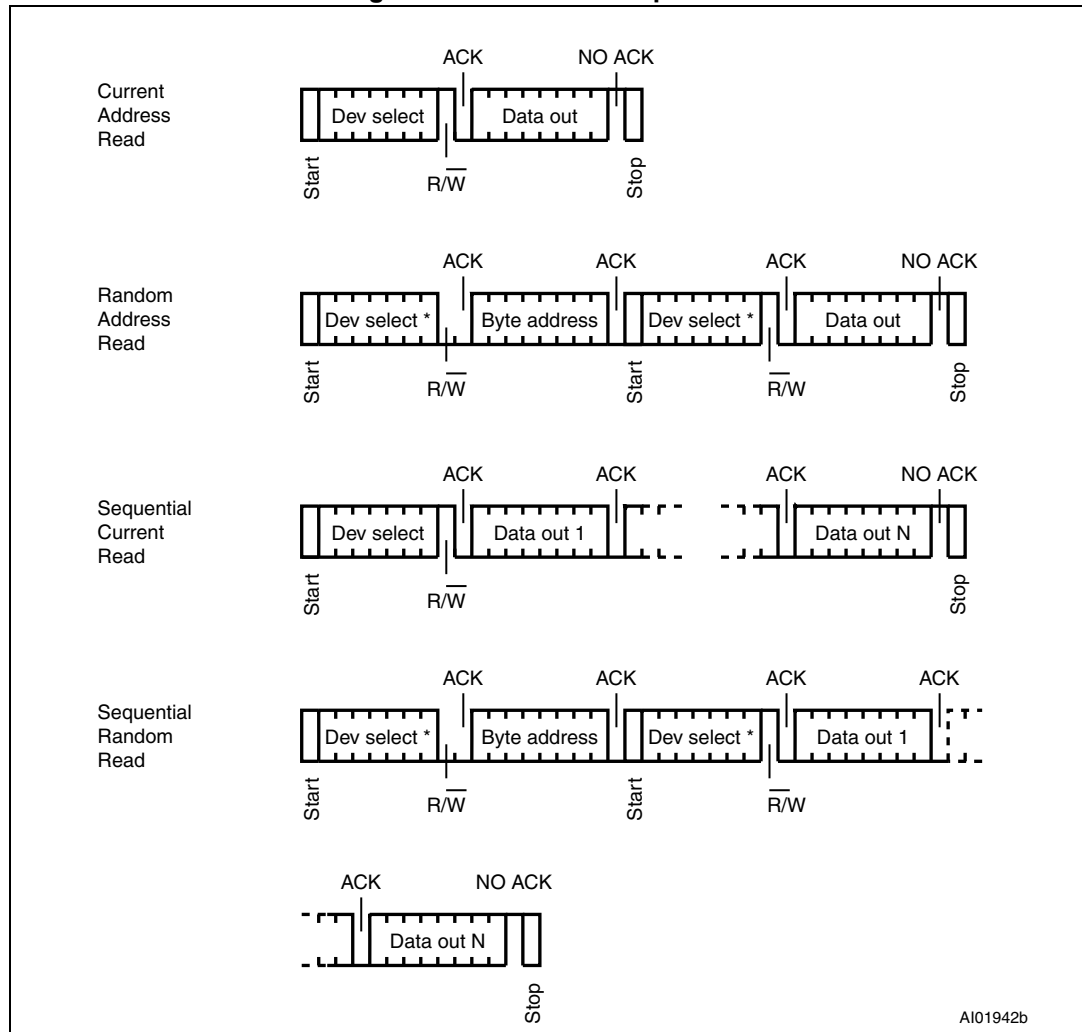 Current
Address
Read
ACK
NO ACK
Dev select
Data out
Start
R/W̅
Stop
Random
Address
Read
ACK
ACK
ACK
NO ACK
Dev select *
Byte address
Dev select *
Data out
Start
R/W̅
Start
R̅/W
Stop
Sequential
Current
Read
ACK
ACK
ACK
NO ACK
Dev select
Data out 1
Data out N
Start
R/W̅
Stop
Sequential
Random
Read
ACK
ACK
ACK
ACK
Dev select *
Byte address
Dev select *
Data out 1
Start
R/W̅
Start
R̅/W
ACK
NO ACK
Data out N
Stop
AI01942b